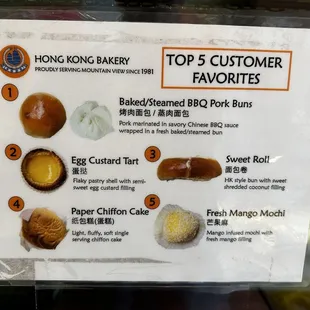 HONG KONG BAKERY
PROUDLY SERVING MOUNTAIN VIEW SINCE 1981
TOP 5 CUSTOMER
FAVORITES
1
Baked/Steamed BBQ Pork Buns
烤肉面包 / 蒸肉面包
Pork marinated in savory Chinese BBQ sauce
wrapped in a fresh baked/steamed bun
2
Egg Custard Tart
蛋挞
Flaky pastry shell with semi-
sweet egg custard filling
3
Sweet Roll
面包卷
HK style bun with sweet
shredded coconut filling
4
Paper Chiffon Cake
纸包糕(蛋糕)
Light, fluffy, soft single
serving chiffon cake
5
Fresh Mango Mochi
芒果麻
Mango infused mochi with
fresh mango filling